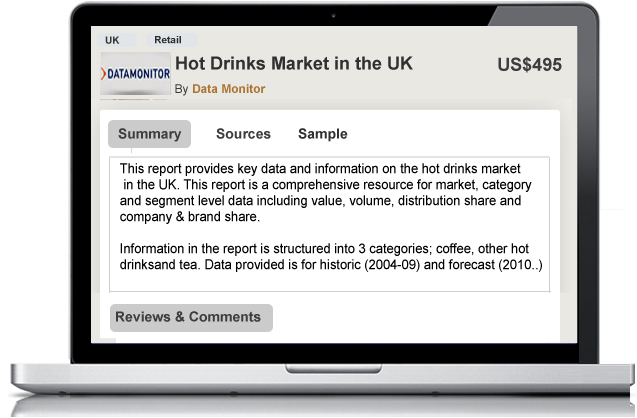 UK Retail
Hot Drinks Market in the UK US$495
DATAMONITOR
By Data Monitor
Summary Sources Sample
This report provides key data and information on the hot drinks market
in the UK. This report is a comprehensive resource for market, category
and segment level data including value, volume, distribution share and
company & brand share.
Information in the report is structured into 3 categories; coffee, other hot
drinksand tea. Data provided is for historic (2004-09) and forecast (2010..)
Reviews & Comments